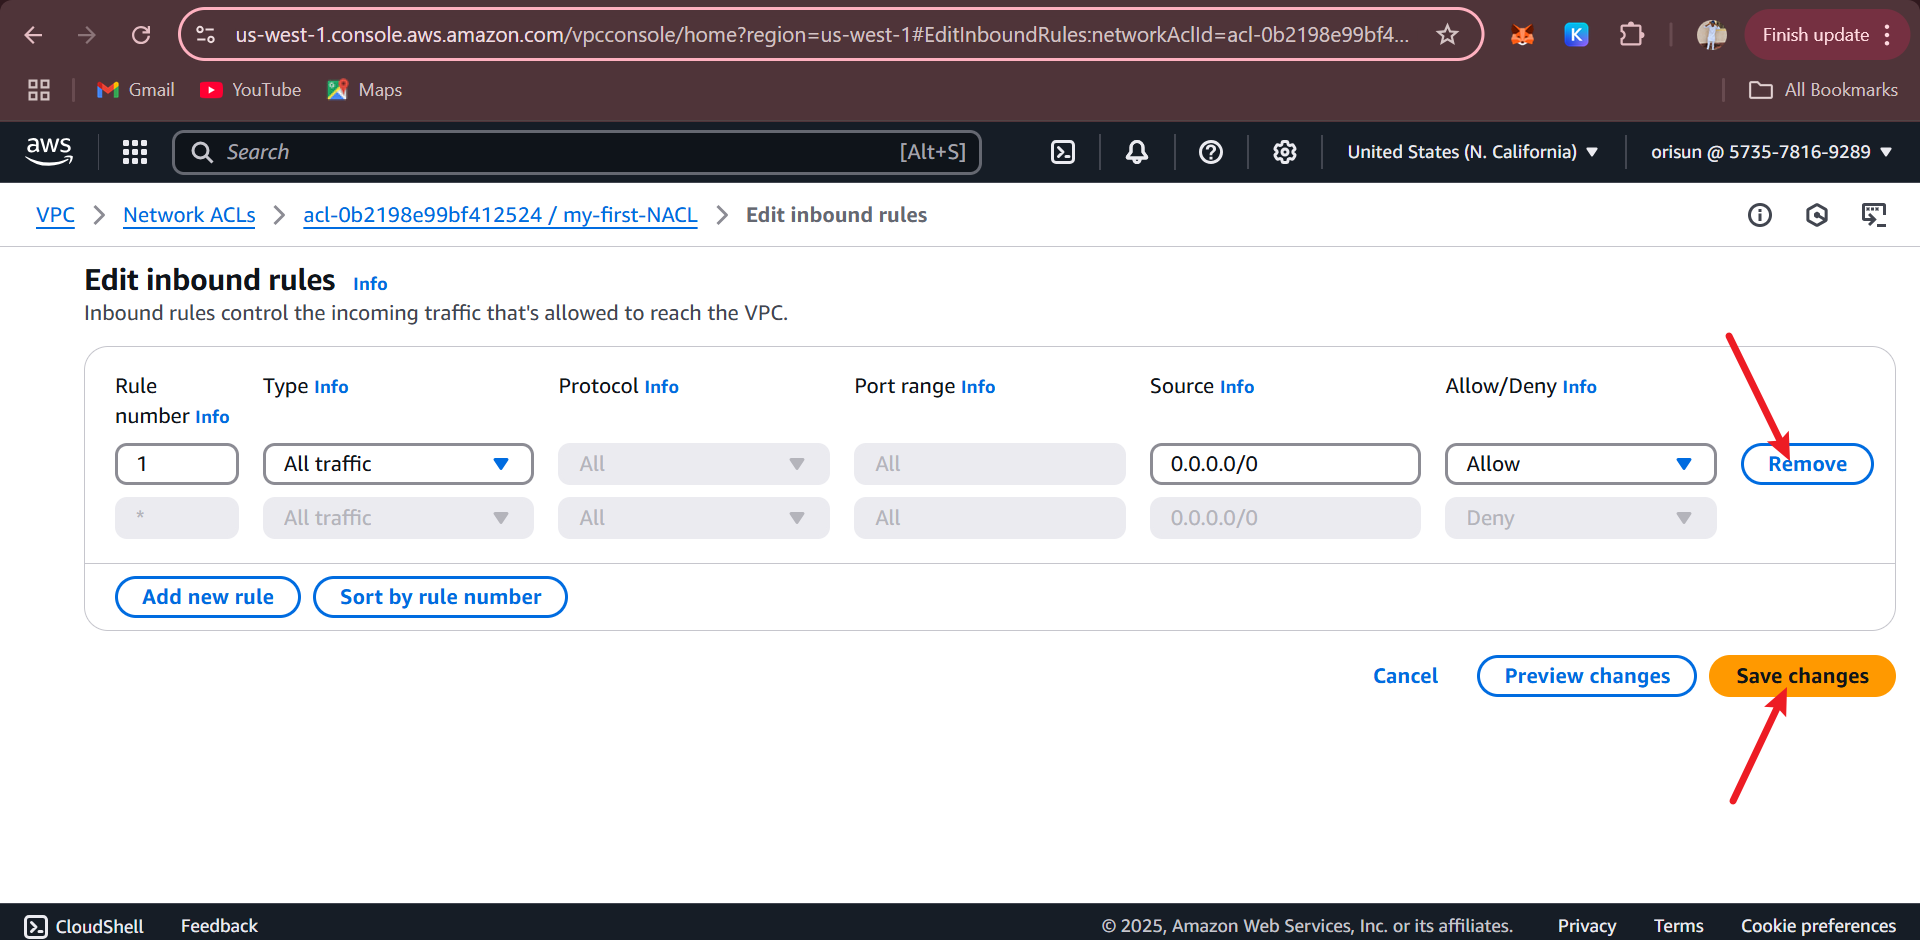 us-west-1.console.aws.amazon.com/vpcconsole/home?region=us-west-1#EditInboundRules:networkAclId=acl-0b2198e99bf4...
K
Finish update
Gmail
YouTube
Maps
All Bookmarks
aws
Search
[Alt+S]
United States (N. California)
orisun @ 5735-7816-9289
VPC
Network ACLs
acl-0b2198e99bf412524 / my-first-NACL
Edit inbound rules
Edit inbound rules Info
Inbound rules control the incoming traffic that's allowed to reach the VPC.
Rule number Info
Type Info
Protocol Info
Port range Info
Source Info
Allow/Deny Info
1
All traffic
All
All
0.0.0.0/0
Allow
Remove
*
All traffic
All
All
0.0.0.0/0
Deny
Add new rule
Sort by rule number
Cancel
Preview changes
Save changes
CloudShell
Feedback
© 2025, Amazon Web Services, Inc. or its affiliates.
Privacy
Terms
Cookie preferences